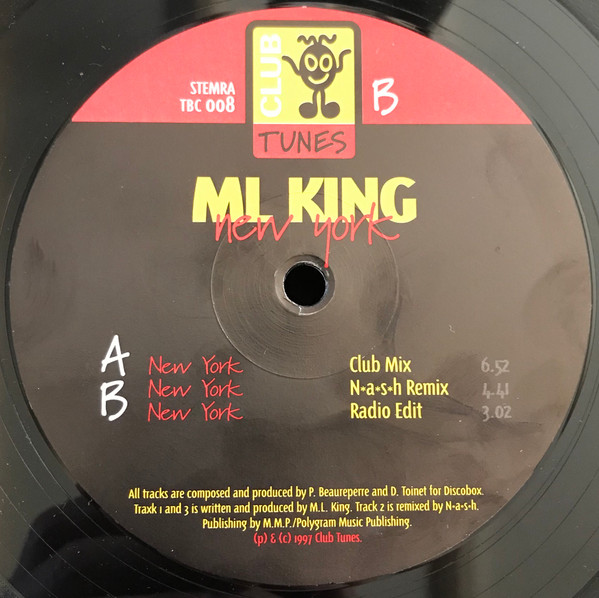 STEMRA
TBC 008
CLUB
TUNES
B
ML KING
new york
A New York Club Mix 6.52
B New York N*a*s*h Remix 4.41
New York Radio Edit 3.02
All tracks are composed and produced by P. Beaureperre and D. Toinet for Discobox.
Traxk 1 and 3 is written and produced by M.L. King. Track 2 is remixed by N*a*s*h.
Publishing by M.M.P./Polygram Music Publishing.
(p) & (c) 1997 Club Tunes.